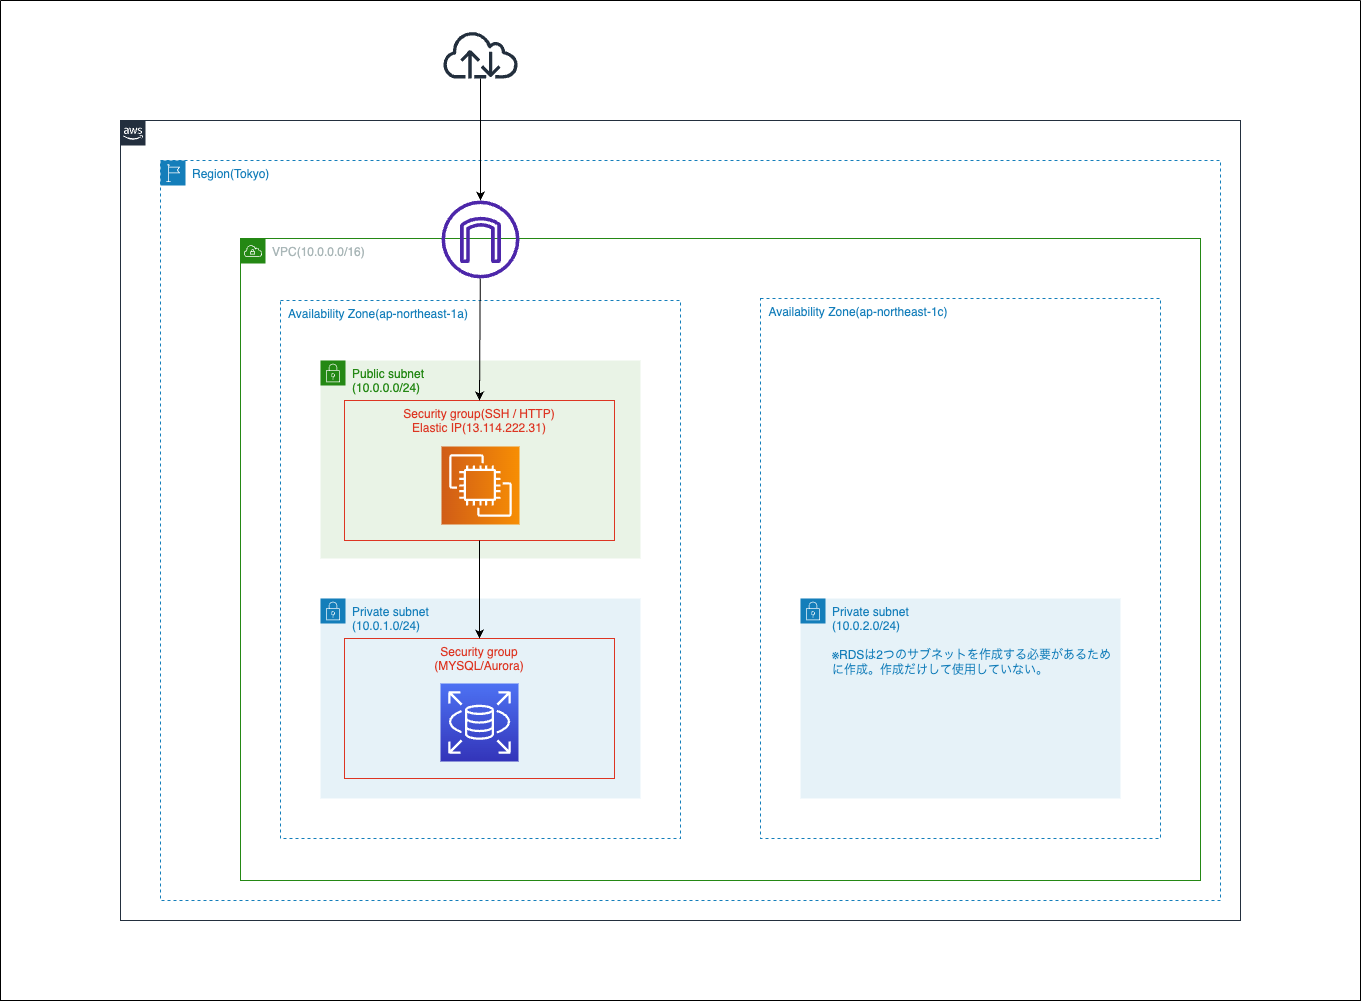 aws
Region(Tokyo)
VPC(10.0.0.0/16)
Availability Zone(ap-northeast-1a)
Public subnet
(10.0.0.0/24)
Security group(SSH / HTTP)
Elastic IP(13.114.222.31)
Private subnet
(10.0.1.0/24)
Security group
(MYSQL/Aurora)
Availability Zone(ap-northeast-1c)
Private subnet
(10.0.2.0/24)
※RDSは2つのサブネットを作成する必要があるため
に作成。作成だけして使用していない。